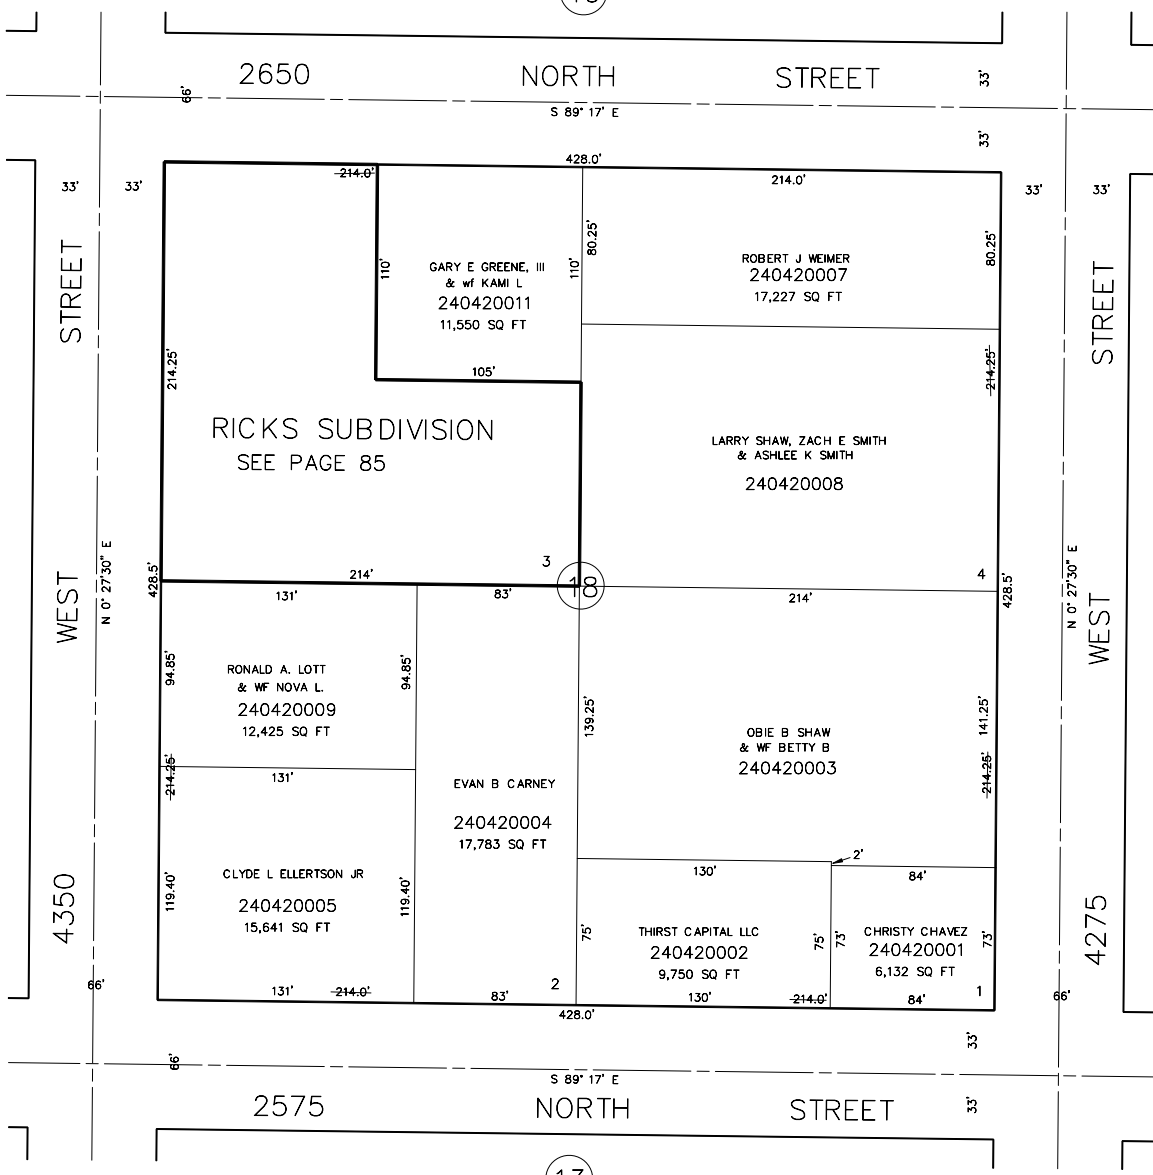 2650 NORTH STREET
66'
33'
S 89° 17' E
33'
428.0'
33'
33'
214.0'
214.0'
33'
33'
STREET
110'
110'
80.25'
80.25'
STREET
GARY E GREENE, III
& wf KAMI L
240420011
11,550 SQ FT
ROBERT J WEIMER
240420007
17,227 SQ FT
214.25'
105'
214.25'
RICKS SUBDIVISION
SEE PAGE 85
LARRY SHAW, ZACH E SMITH
& ASHLEE K SMITH
240420008
3
4
WEST
N 0° 27'30" E
428.5'
214'
18
428.5'
N 0° 27'30" E
WEST
131'
83'
214'
94.85'
94.85'
RONALD A. LOTT
& WF NOVA L.
240420009
12,425 SQ FT
139.25'
141.25'
OBIE B SHAW
& WF BETTY B
240420003
214.25'
131'
214.25'
EVAN B CARNEY
240420004
17,783 SQ FT
2'
130'
84'
4350
119.40'
119.40'
CLYDE L ELLERTSON JR
240420005
15,641 SQ FT
75'
75'
73'
73'
4275
THIRST CAPITAL LLC
240420002
9,750 SQ FT
CHRISTY CHAVEZ
240420001
6,132 SQ FT
66'
131'
214.0'
83'
2
130'
214.0'
84'
1
66'
428.0'
33'
66'
S 89° 17' E
33'
2575 NORTH STREET
17